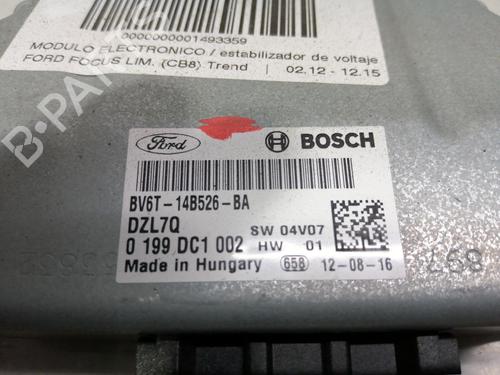 0000000001493359
MODULO ELECTRONICO / estabilizador de voltaje
FORD FOCUS LIM. (CB8) Trend | 02.12 - 12.15
B-PARTS
Ford
BOSCH
BV6T-14B526-BA
DZL7Q
SW 04V07
0 199 DC1 002
HW 01
Made in Hungary
658
12-08-16